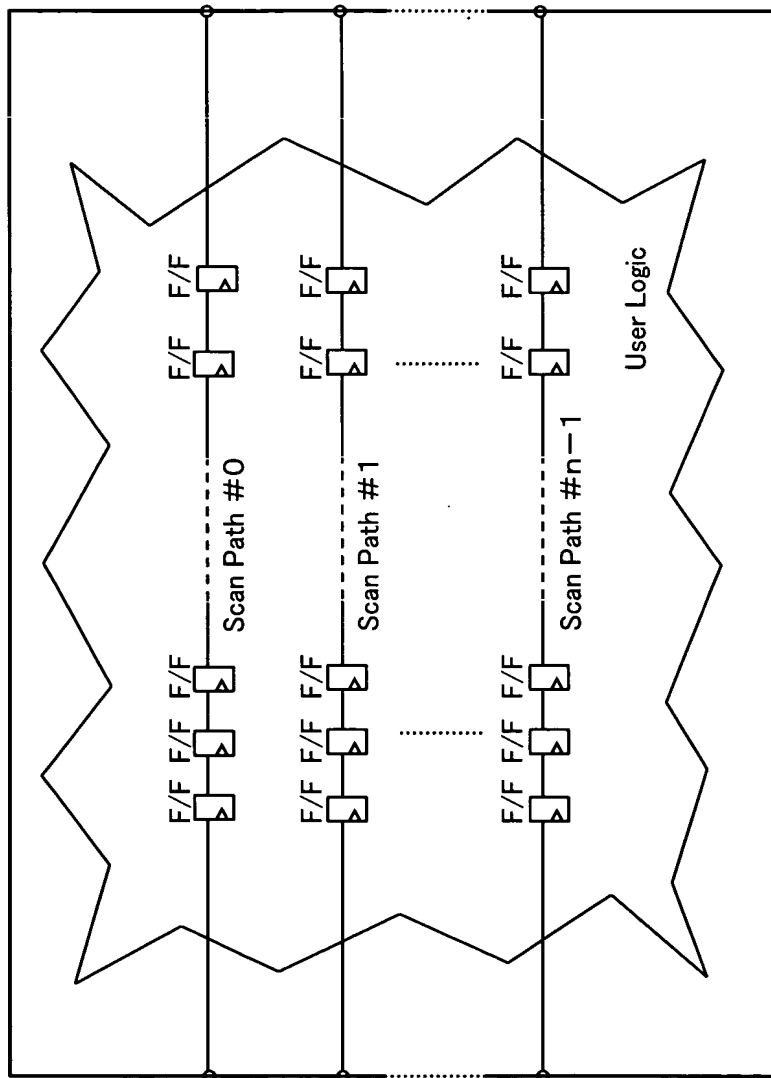 F/F F/F F/F F/F F/F
Scan Path #0
F/F F/F F/F F/F F/F
Scan Path #1
F/F F/F F/F F/F F/F
Scan Path #n-1
User Logic